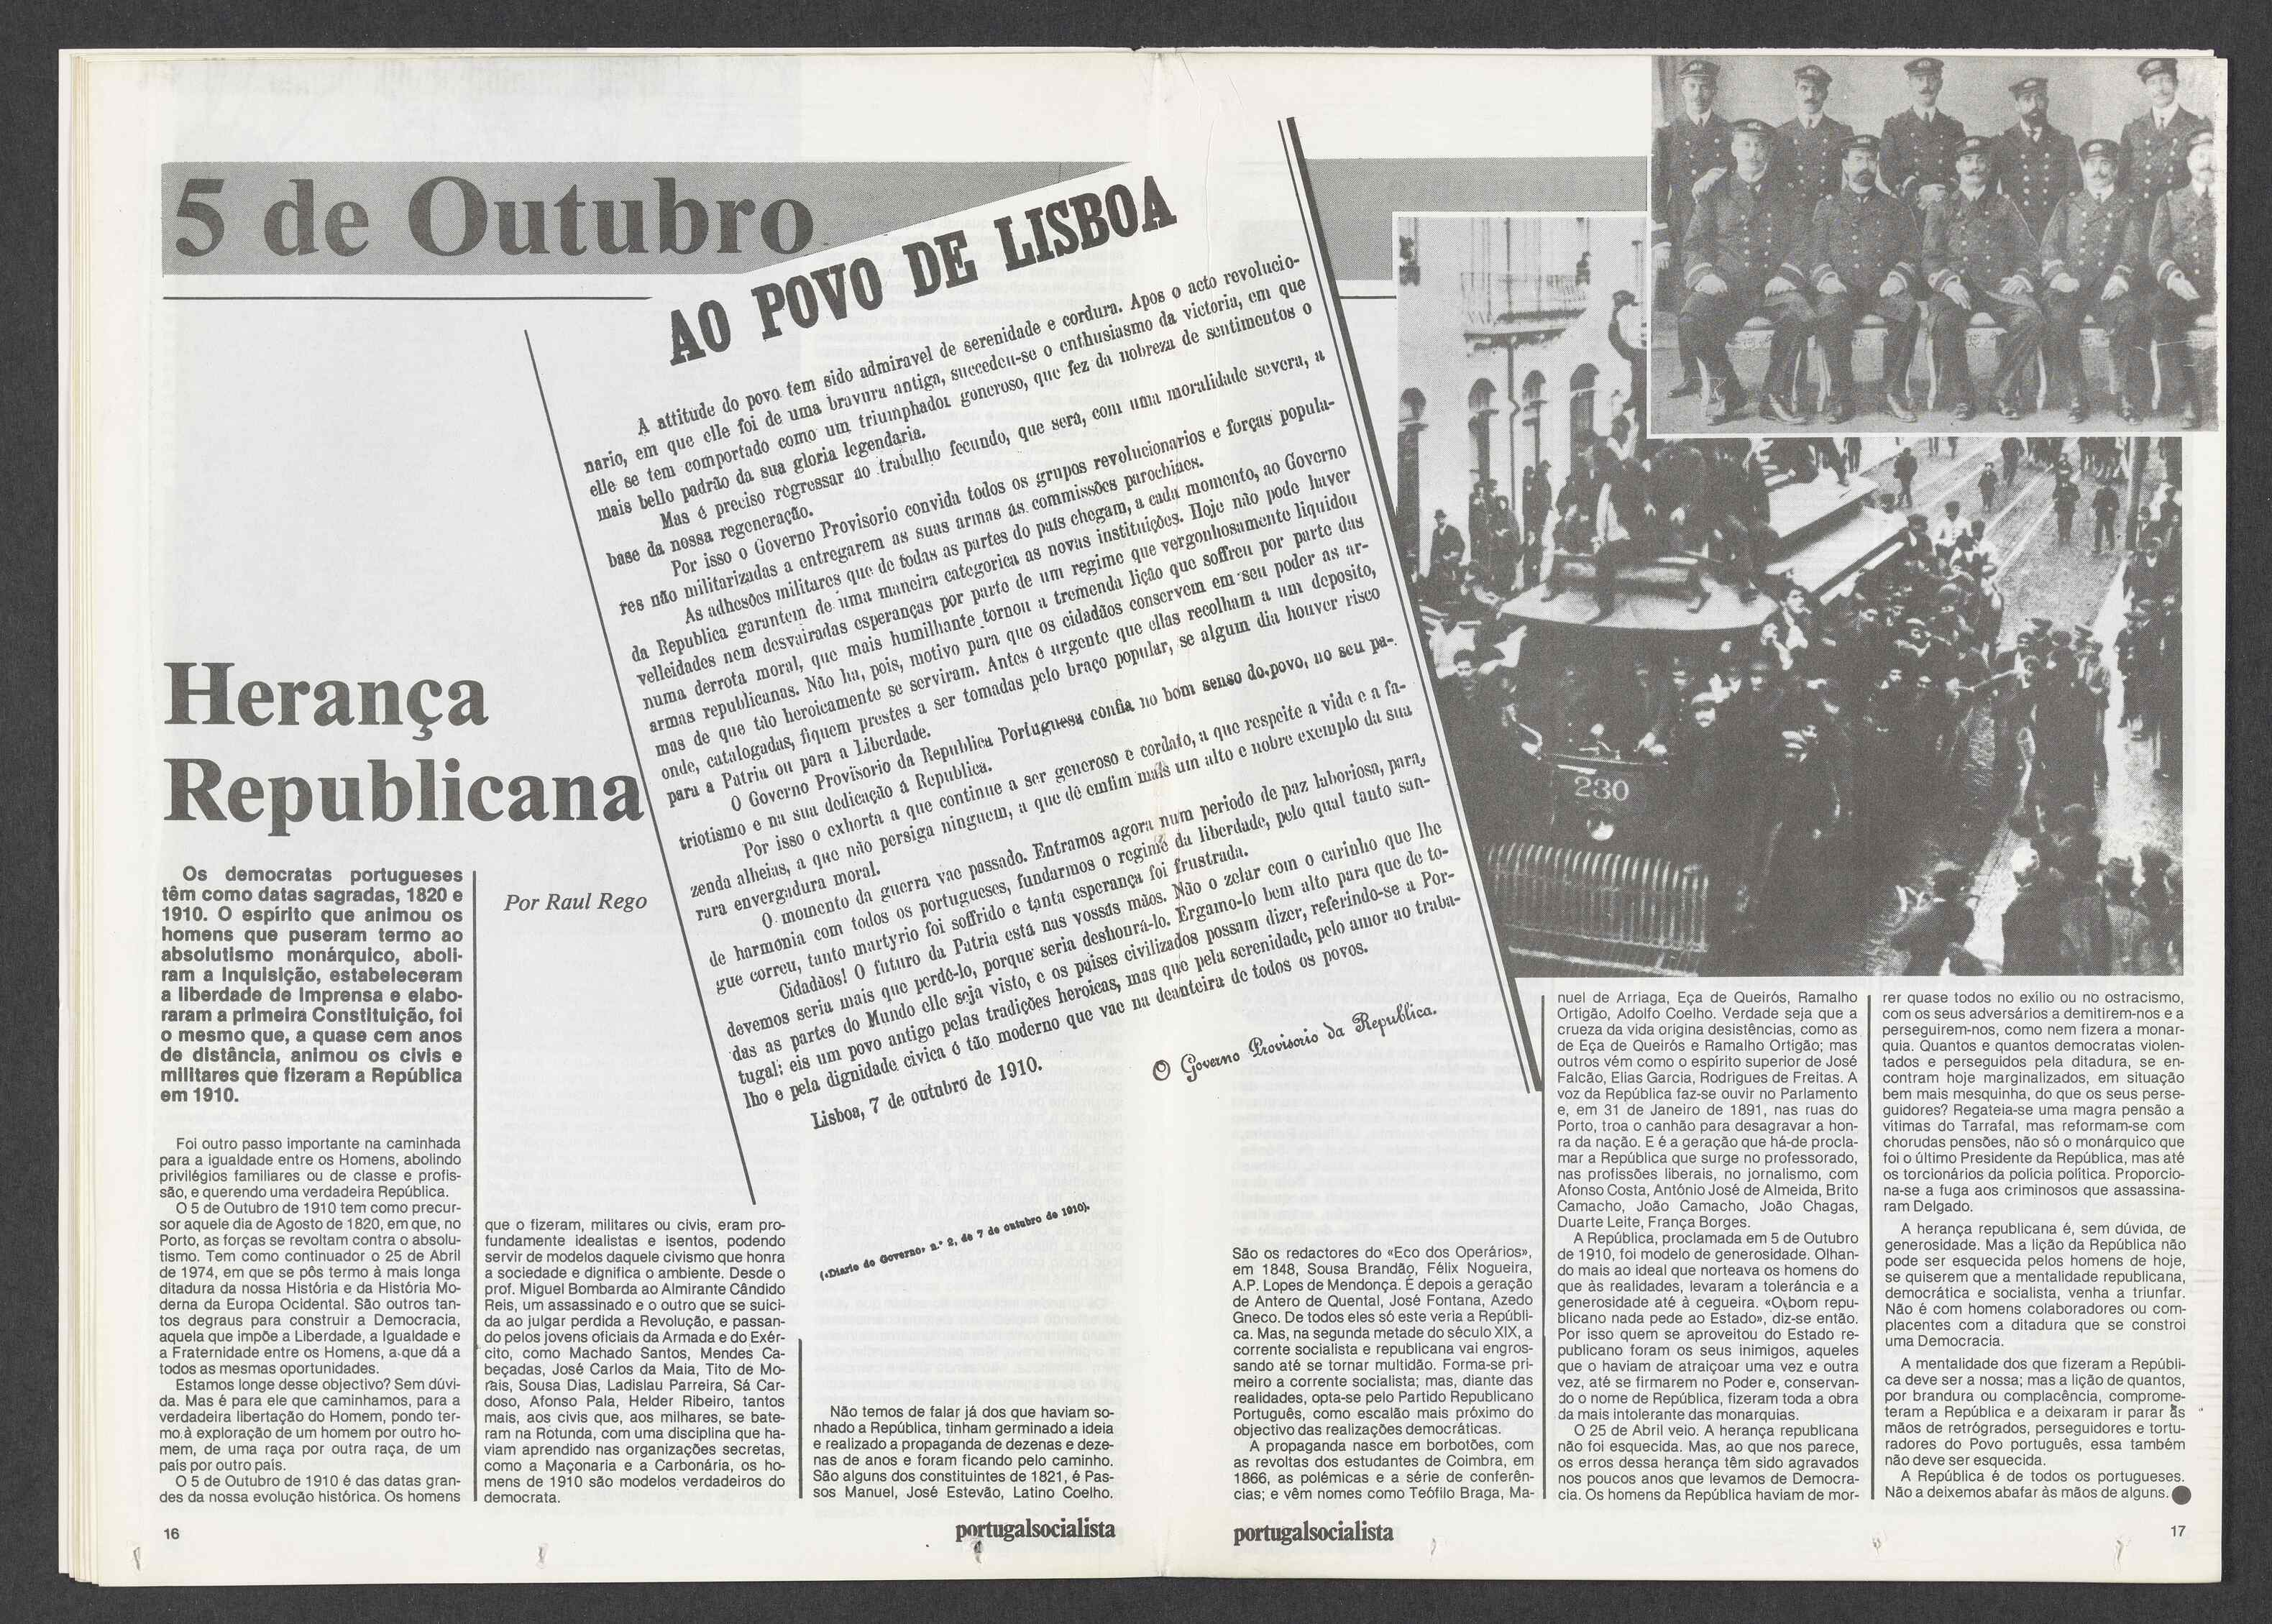 5 de Outubro
AO POVO DE LISBOA
A attitude do povo tem sido admiravel de serenidade e cordura. Apos o acto revolucio-
nario, em que elle foi de uma bravura antiga, succedeu-se o enthusiasmo da victoria, em que
elle se tem comportado como um triumphador generoso, que fez da nobreza de sentimentos o
mais bello padrão da sua gloria legendaria.
Mas é preciso regressar ao trabalho fecundo, que será, com uma moralidade severa, a
base da nossa regeneração.
Por isso o Governo Provisorio convida todos os grupos revolucionarios e forças popula-
res não militarizadas a entregarem as suas armas ás commissões parochiaes.
As adhesões militares que de todas as partes do país chegam, a cada momento, ao Governo
da Republica garantem de uma maneira categorica as novas instituições. Hoje não pode haver
velleidades nem desvairadas esperanças por parte de um regime que vergonhosamente liquidou
numa derrota moral, que mais humilhante tornou a tremenda lição que soffreu por parte das
armas republicanas. Não ha, pois, motivo para que os cidadãos conservem em seu poder as ar-
mas de que tão heroicamente se serviram. Antes é urgente que ellas recolham a um deposito,
onde, catalogadas, fiquem prestes a ser tomadas pelo braço popular, se algum dia houver risco
para a Patria ou para a Liberdade.
O Governo Provisorio da Republica Portuguesa confia no bom senso do povo, no seu pa-
triotismo e na sua dedicação á Republica.
Por isso o exhorta a que continue a ser generoso e cordato, a que respeite a vida e a fa-
zenda alheias, a que não persiga ninguem, a que dê emfim mais um alto e nobre exemplo da sua
rara envergadura moral.
O momento da guerra vae passado. Entramos agora num periodo de paz laboriosa, para,
de harmonia com todos os portugueses, fundarmos o regime da liberdade, pelo qual tanto san-
gue correu, tanto martyrio foi soffrido e tanta esperança foi frustrada.
Cidadãos! O futuro da Patria está nas vossas mãos. Não o zelar com o carinho que lhe
devemos seria mais que perdê-lo, porque seria deshourá-lo. Ergamo-lo bem alto para que de to-
das as partes do Mundo elle seja visto, e os países civilizados possam dizer, referindo-se a Por-
tugal: eis um povo antigo pelas tradições heroicas, mas que pela serenidade, pelo amor ao traba-
lho e pela dignidade civica é tão moderno que vae na deanteira de todos os povos.
Lisboa, 7 de outubro de 1910.
O Governo Provisorio da Republica.
(«Diario do Governo» n.º 2, de 7 de outubro de 1910).
Herança
Republicana
Por Raul Rego
Os democratas portugueses
têm como datas sagradas, 1820 e
1910. O espírito que animou os
homens que puseram termo ao
absolutismo monárquico, aboli-
ram a Inquisição, estabeleceram
a liberdade de Imprensa e elabo-
raram a primeira Constituição, foi
o mesmo que, a quase cem anos
de distância, animou os civis e
militares que fizeram a República
em 1910.
Foi outro passo importante na caminhada
para a igualdade entre os Homens, abolindo
privilégios familiares ou de classe e profis-
são, e querendo uma verdadeira República.
O 5 de Outubro de 1910 tem como precur-
sor aquele dia de Agosto de 1820, em que, no
Porto, as forças se revoltam contra o absolu-
tismo. Tem como continuador o 25 de Abril
de 1974, em que se pôs termo à mais longa
ditadura da nossa História e da História Mo-
derna da Europa Ocidental. São outros tan-
tos degraus para construir a Democracia,
aquela que impõe a Liberdade, a Igualdade e
a Fraternidade entre os Homens, a que dá a
todos as mesmas oportunidades.
Estamos longe desse objectivo? Sem dúvi-
da. Mas é para ele que caminhamos, para a
verdadeira libertação do Homem, pondo ter-
mo à exploração de um homem por outro ho-
mem, de uma raça por outra raça, de um
país por outro país.
O 5 de Outubro de 1910 é das datas gran-
des da nossa evolução histórica. Os homens
que o fizeram, militares ou civis, eram pro-
fundamente idealistas e isentos, podendo
servir de modelos daquele civismo que honra
a sociedade e dignifica o ambiente. Desde o
prof. Miguel Bombarda ao Almirante Cândido
Reis, um assassinado e o outro que se suici-
da ao julgar perdida a Revolução, e passan-
do pelos jovens oficiais da Armada e do Exér-
cito, como Machado Santos, Mendes Ca-
beçadas, José Carlos da Maia, Tito de Mo-
rais, Sousa Dias, Ladislau Parreira, Sá Car-
doso, Afonso Pala, Helder Ribeiro, tantos
mais, aos civis que, aos milhares, se bate-
ram na Rotunda, com uma disciplina que ha-
viam aprendido nas organizações secretas,
como a Maçonaria e a Carbonária, os ho-
mens de 1910 são modelos verdadeiros do
democrata.
Não temos de falar já dos que haviam so-
nhado a República, tinham germinado a ideia
e realizado a propaganda de dezenas e deze-
nas de anos e foram ficando pelo caminho.
São alguns dos constituintes de 1821, é Pas-
sos Manuel, José Estevão, Latino Coelho.
16
portugalsocialista
230
São os redactores do «Eco dos Operários»,
em 1848, Sousa Brandão, Félix Nogueira,
A.P. Lopes de Mendonça. É depois a geração
de Antero de Quental, José Fontana, Azedo
Gneco. De todos eles só este veria a Repúbli-
ca. Mas, na segunda metade do século XIX, a
corrente socialista e republicana vai engros-
sando até se tornar multidão. Forma-se pri-
meiro a corrente socialista; mas, diante das
realidades, opta-se pelo Partido Republicano
Português, como escalão mais próximo do
objectivo das realizações democráticas.
A propaganda nasce em borbotões, com
as revoltas dos estudantes de Coimbra, em
1866, as polémicas e a série de conferên-
cias; e vêm nomes como Teófilo Braga, Ma-
nuel de Arriaga, Eça de Queirós, Ramalho
Ortigão, Adolfo Coelho. Verdade seja que a
crueza da vida origina desistências, como as
de Eça de Queirós e Ramalho Ortigão; mas
outros vêm como o espírito superior de José
Falcão, Elias Garcia, Rodrigues de Freitas. A
voz da República faz-se ouvir no Parlamento
e, em 31 de Janeiro de 1891, nas ruas do
Porto, troa o canhão para desagravar a hon-
ra da nação. E é a geração que há-de procla-
mar a República que surge no professorado,
nas profissões liberais, no jornalismo, com
Afonso Costa, António José de Almeida, Brito
Camacho, João Camacho, João Chagas,
Duarte Leite, França Borges.
A República, proclamada em 5 de Outubro
de 1910, foi modelo de generosidade. Olhan-
do mais ao ideal que norteava os homens do
que às realidades, levaram a tolerância e a
generosidade até à cegueira. «O bom repu-
blicano nada pede ao Estado», diz-se então.
Por isso quem se aproveitou do Estado re-
publicano foram os seus inimigos, aqueles
que o haviam de atraiçoar uma vez e outra
vez, até se firmarem no Poder e, conservan-
do o nome de República, fizeram toda a obra
da mais intolerante das monarquias.
O 25 de Abril veio. A herança republicana
não foi esquecida. Mas, ao que nos parece,
os erros dessa herança têm sido agravados
nos poucos anos que levamos de Democra-
cia. Os homens da República haviam de mor-
rer quase todos no exílio ou no ostracismo,
com os seus adversários a demitirem-nos e a
perseguirem-nos, como nem fizera a monar-
quia. Quantos e quantos democratas violen-
tados e perseguidos pela ditadura, se en-
contram hoje marginalizados, em situação
bem mais mesquinha, do que os seus perse-
guidores? Regateia-se uma magra pensão a
vítimas do Tarrafal, mas reformam-se com
chorudas pensões, não só o monárquico que
foi o último Presidente da República, mas até
os torcionários da polícia política. Proporcio-
na-se a fuga aos criminosos que assassina-
ram Delgado.
A herança republicana é, sem dúvida, de
generosidade. Mas a lição da República não
pode ser esquecida pelos homens de hoje,
se quiserem que a mentalidade republicana,
democrática e socialista, venha a triunfar.
Não é com homens colaboradores ou com-
placentes com a ditadura que se constroi
uma Democracia.
A mentalidade dos que fizeram a Repúbli-
ca deve ser a nossa; mas a lição de quantos,
por brandura ou complacência, comprome-
teram a República e a deixaram ir parar às
mãos de retrógrados, perseguidores e tortu-
radores do Povo português, essa também
não deve ser esquecida.
A República é de todos os portugueses.
Não a deixemos abafar às mãos de alguns.
portugalsocialista
17